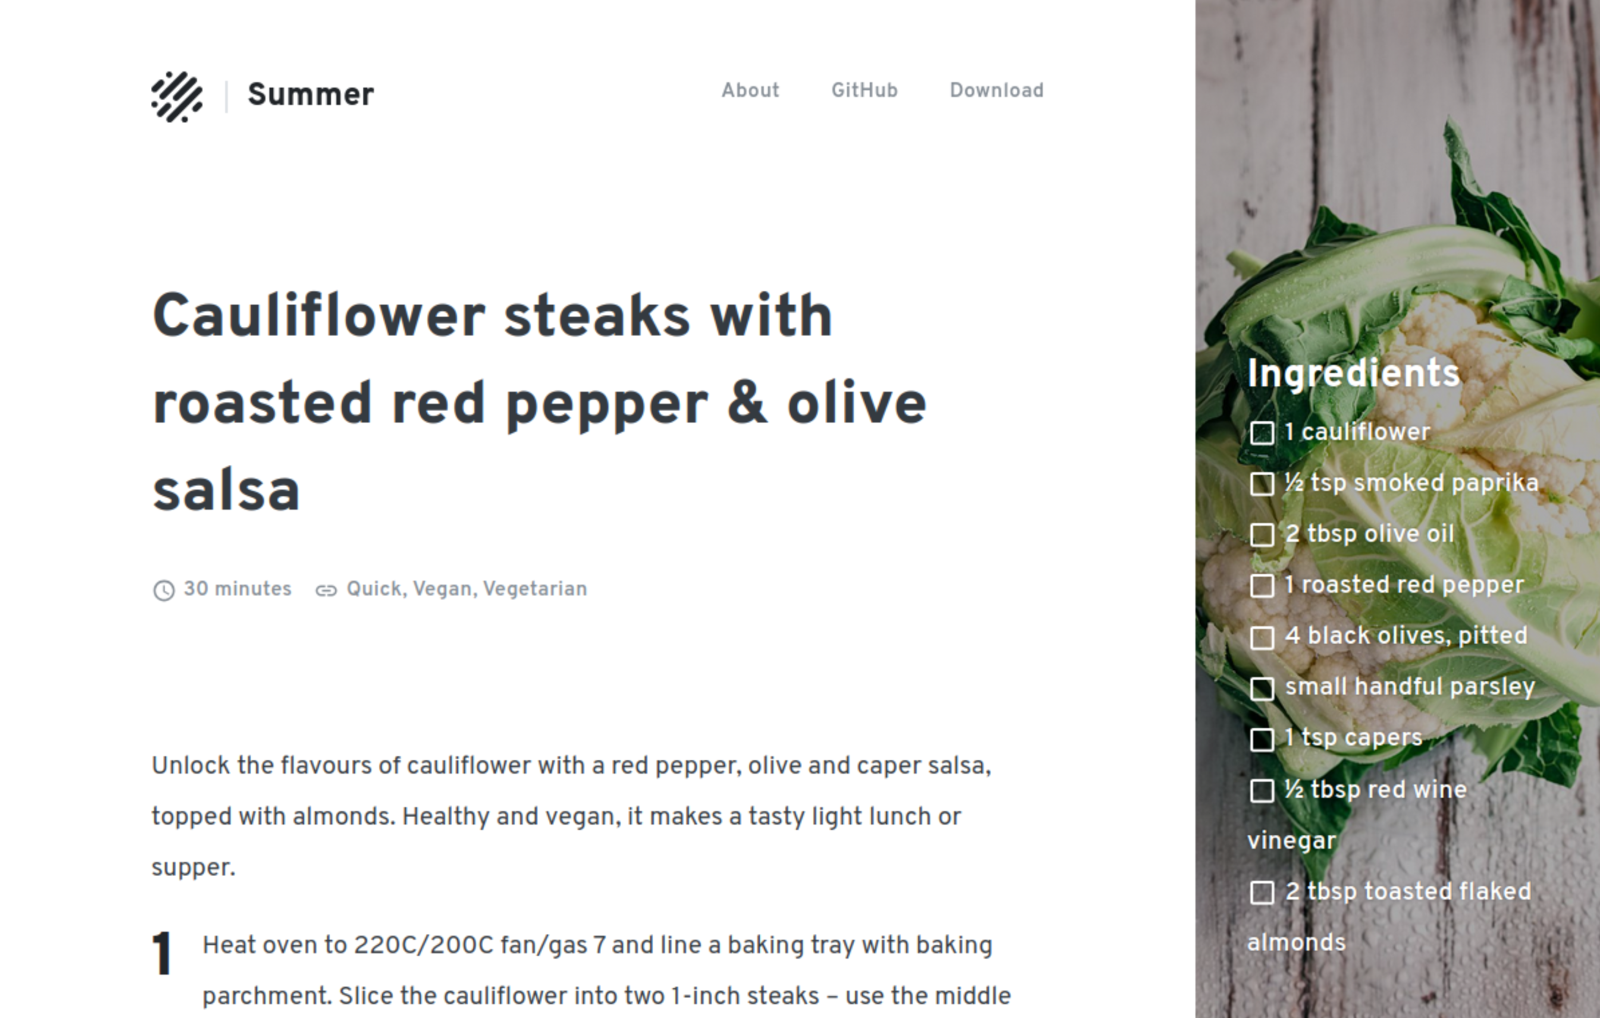 Summer
About GitHub Download
Cauliflower steaks with
roasted red pepper & olive
salsa
30 minutes Quick, Vegan, Vegetarian
Unlock the flavours of cauliflower with a red pepper, olive and caper salsa,
topped with almonds. Healthy and vegan, it makes a tasty light lunch or
supper.
1 Heat oven to 220C/200C fan/gas 7 and line a baking tray with baking
parchment. Slice the cauliflower into two 1-inch steaks – use the middle
Ingredients
1 cauliflower
½ tsp smoked paprika
2 tbsp olive oil
1 roasted red pepper
4 black olives, pitted
small handful parsley
1 tsp capers
½ tbsp red wine
vinegar
2 tbsp toasted flaked
almonds